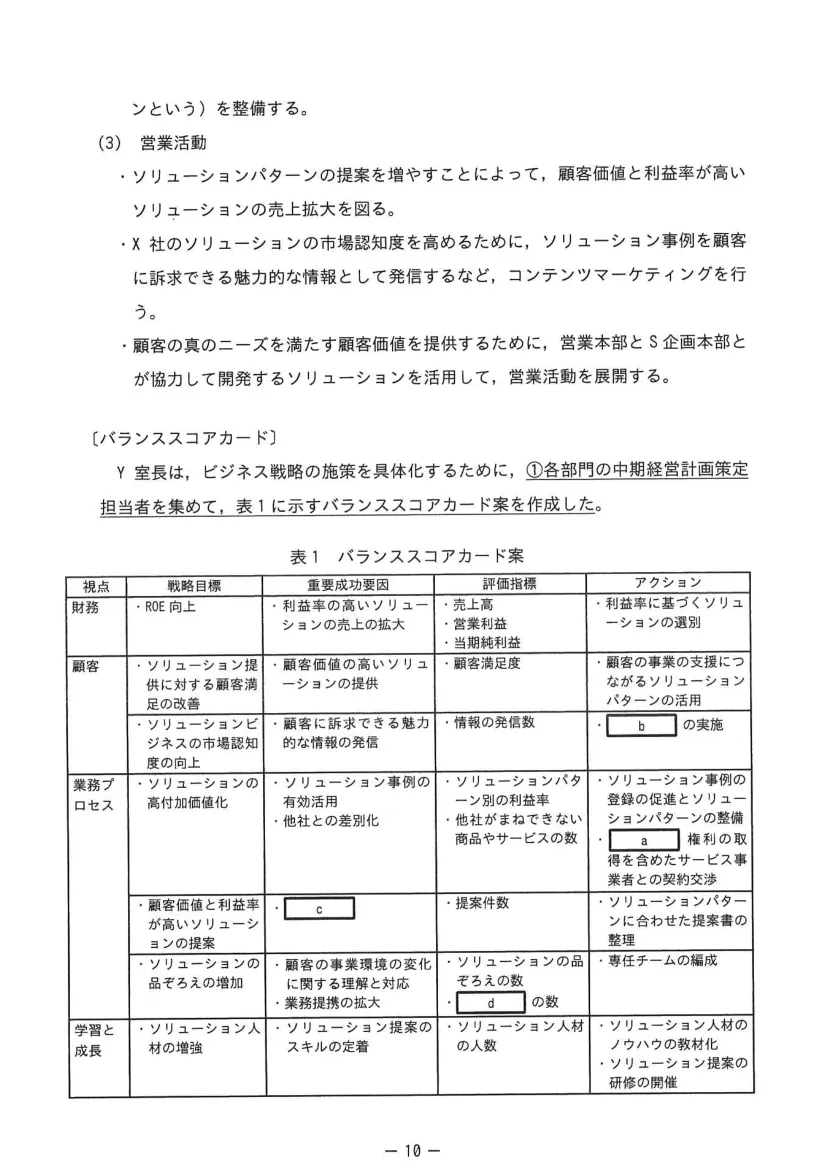 ンという）を整備する。
(3) 営業活動
・ソリューションパターンの提案を増やすことによって，顧客価値と利益率が高い
ソリューションの売上拡大を図る。
・X 社のソリューションの市場認知度を高めるために，ソリューション事例を顧客
に訴求できる魅力的な情報として発信するなど，コンテンツマーケティングを行
う。
・顧客の真のニーズを満たす顧客価値を提供するために，営業本部と S 企画本部と
が協力して開発するソリューションを活用して，営業活動を展開する。
〔バランススコアカード〕
Y 室長は，ビジネス戦略の施策を具体化するために，①各部門の中期経営計画策定
担当者を集めて，表 1 に示すバランススコアカード案を作成した。
表 1 バランススコアカード案
視点 戦略目標 重要成功要因 評価指標 アクション
財務
・ROE 向上
・利益率の高いソリュー
ションの売上の拡大
・売上高
・営業利益
・当期純利益
・利益率に基づくソリュ
ーションの選別
顧客
・ソリューション提
供に対する顧客満
足の改善
・顧客価値の高いソリュ
ーションの提供
・顧客満足度
・顧客の事業の支援につ
ながるソリューション
パターンの活用
・ソリューションビ
ジネスの市場認知
度の向上
・顧客に訴求できる魅力
的な情報の発信
・情報の発信数
・ b の実施
業務プ
ロセス
・ソリューションの
高付加価値化
・ソリューション事例の
有効活用
・他社との差別化
・ソリューションパタ
ーン別の利益率
・他社がまねできない
商品やサービスの数
・ソリューション事例の
登録の促進とソリュー
ションパターンの整備
・ a 権利の取
得を含めたサービス事
業者との契約交渉
・顧客価値と利益率
が高いソリューシ
ョンの提案
・ c
・提案件数
・ソリューションパター
ンに合わせた提案書の
整理
・ソリューションの
品ぞろえの増加
・顧客の事業環境の変化
に関する理解と対応
・業務提携の拡大
・ソリューションの品
ぞろえの数
・ d の数
・専任チームの編成
学習と
成長
・ソリューション人
材の増強
・ソリューション提案の
スキルの定着
・ソリューション人材
の人数
・ソリューション人材の
ノウハウの教材化
・ソリューション提案の
研修の開催
― 10 ―